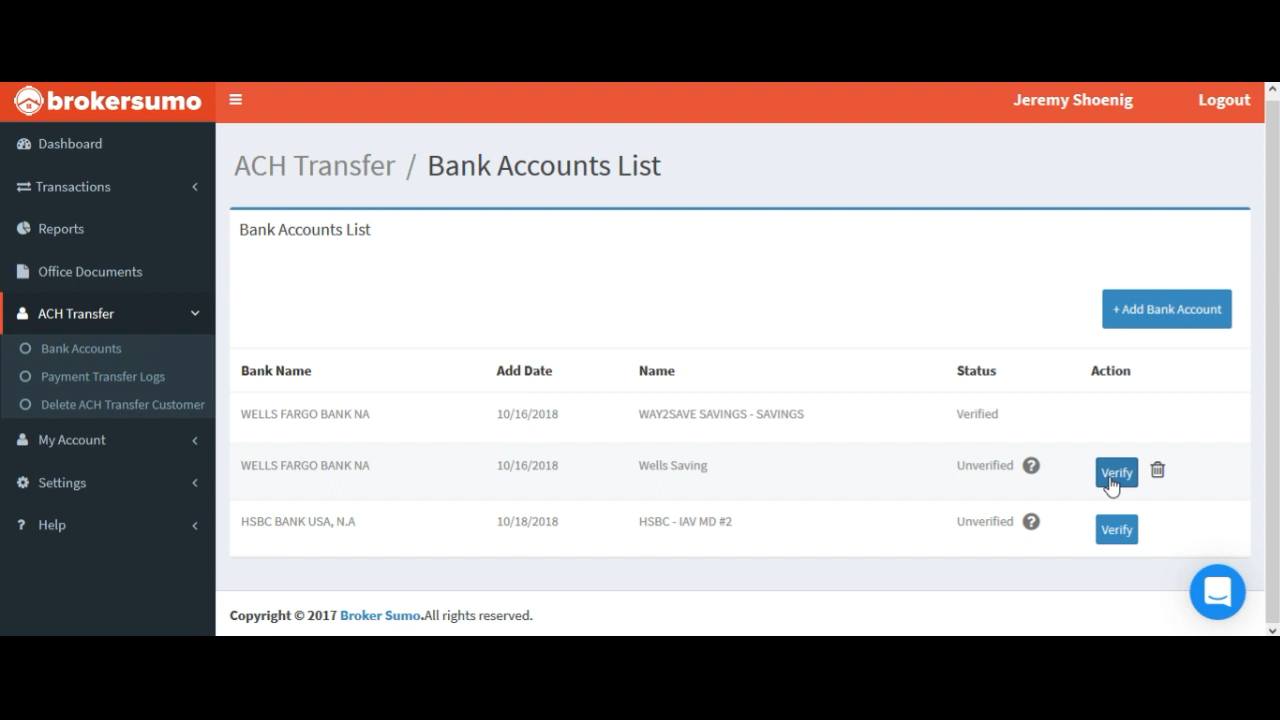 brokersumo
Jeremy Shoenig Logout
Dashboard
Transactions
Reports
Office Documents
ACH Transfer
Bank Accounts
Payment Transfer Logs
Delete ACH Transfer Customer
My Account
Settings
? Help
ACH Transfer / Bank Accounts List
Bank Accounts List
+ Add Bank Account
Bank Name Add Date Name Status Action
WELLS FARGO BANK NA 10/16/2018 WAY2SAVE SAVINGS - SAVINGS Verified
WELLS FARGO BANK NA 10/16/2018 Wells Saving Unverified ? Verify
HSBC BANK USA, N.A 10/18/2018 HSBC - IAV MD #2 Unverified ? Verify
Copyright © 2017 Broker Sumo.All rights reserved.